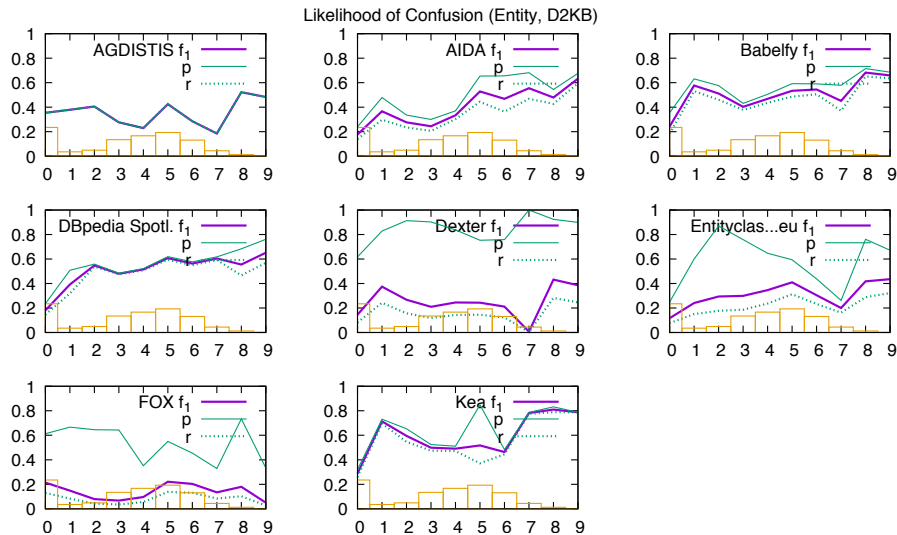 Likelihood of Confusion (Entity, D2KB)
1
0.8
0.6
0.4
0.2
0
0 1 2 3 4 5 6 7 8 9
AGDISTIS f1
p
r
1
0.8
0.6
0.4
0.2
0
0 1 2 3 4 5 6 7 8 9
AIDA f1
p
r
1
0.8
0.6
0.4
0.2
0
0 1 2 3 4 5 6 7 8 9
Babelfy f1
p
r
1
0.8
0.6
0.4
0.2
0
0 1 2 3 4 5 6 7 8 9
DBpedia Spotl. f1
p
r
1
0.8
0.6
0.4
0.2
0
0 1 2 3 4 5 6 7 8 9
Dexter f1
p
r
1
0.8
0.6
0.4
0.2
0
0 1 2 3 4 5 6 7 8 9
Entityclas...eu f1
p
r
1
0.8
0.6
0.4
0.2
0
0 1 2 3 4 5 6 7 8 9
FOX f1
p
r
1
0.8
0.6
0.4
0.2
0
0 1 2 3 4 5 6 7 8 9
Kea f1
p
r